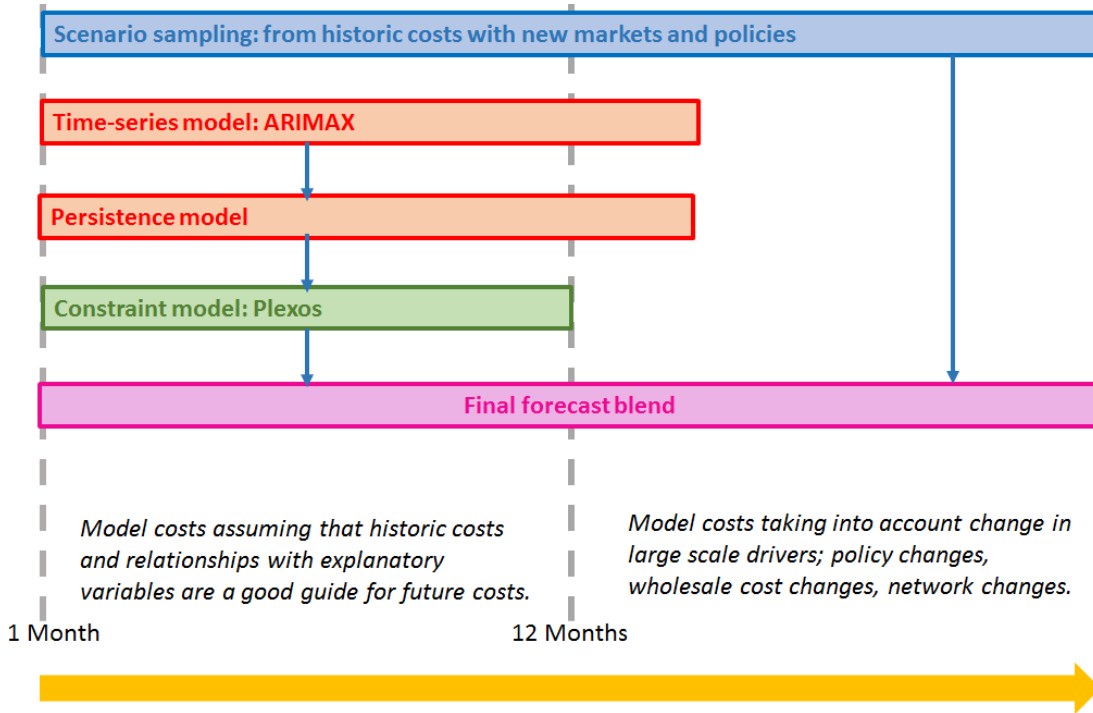 Scenario sampling: from historic costs with new markets and policies
Time-series model: ARIMAX
Persistence model
Constraint model: Plexos
Final forecast blend
Model costs assuming that historic costs
and relationships with explanatory
variables are a good guide for future costs.
Model costs taking into account change in
large scale drivers; policy changes,
wholesale cost changes, network changes.
1 Month
12 Months